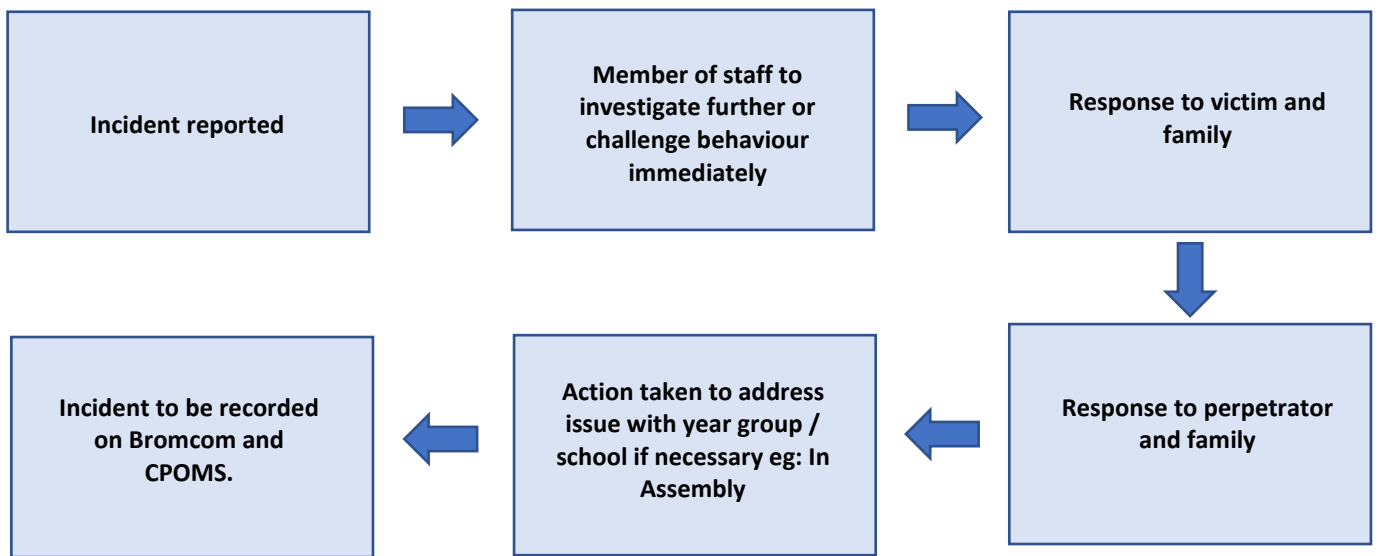 Incident reported
Member of staff to
investigate further or
challenge behaviour
immediately
Response to victim and
family
Response to perpetrator
and family
Action taken to address
issue with year group /
school if necessary eg: In
Assembly
Incident to be recorded
on Bromcom and
CPOMS.